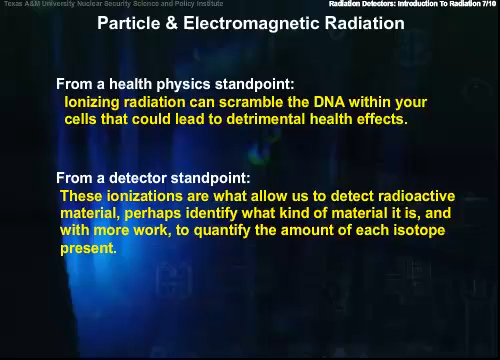 Texas A&M University Nuclear Security Science and Policy Institute
Radiation Detectors: Introduction To Radiation 7/10
Particle & Electromagnetic Radiation
From a health physics standpoint:
Ionizing radiation can scramble the DNA within your
cells that could lead to detrimental health effects.
From a detector standpoint:
These ionizations are what allow us to detect radioactive
material, perhaps identify what kind of material it is, and
with more work, to quantify the amount of each isotope
present.